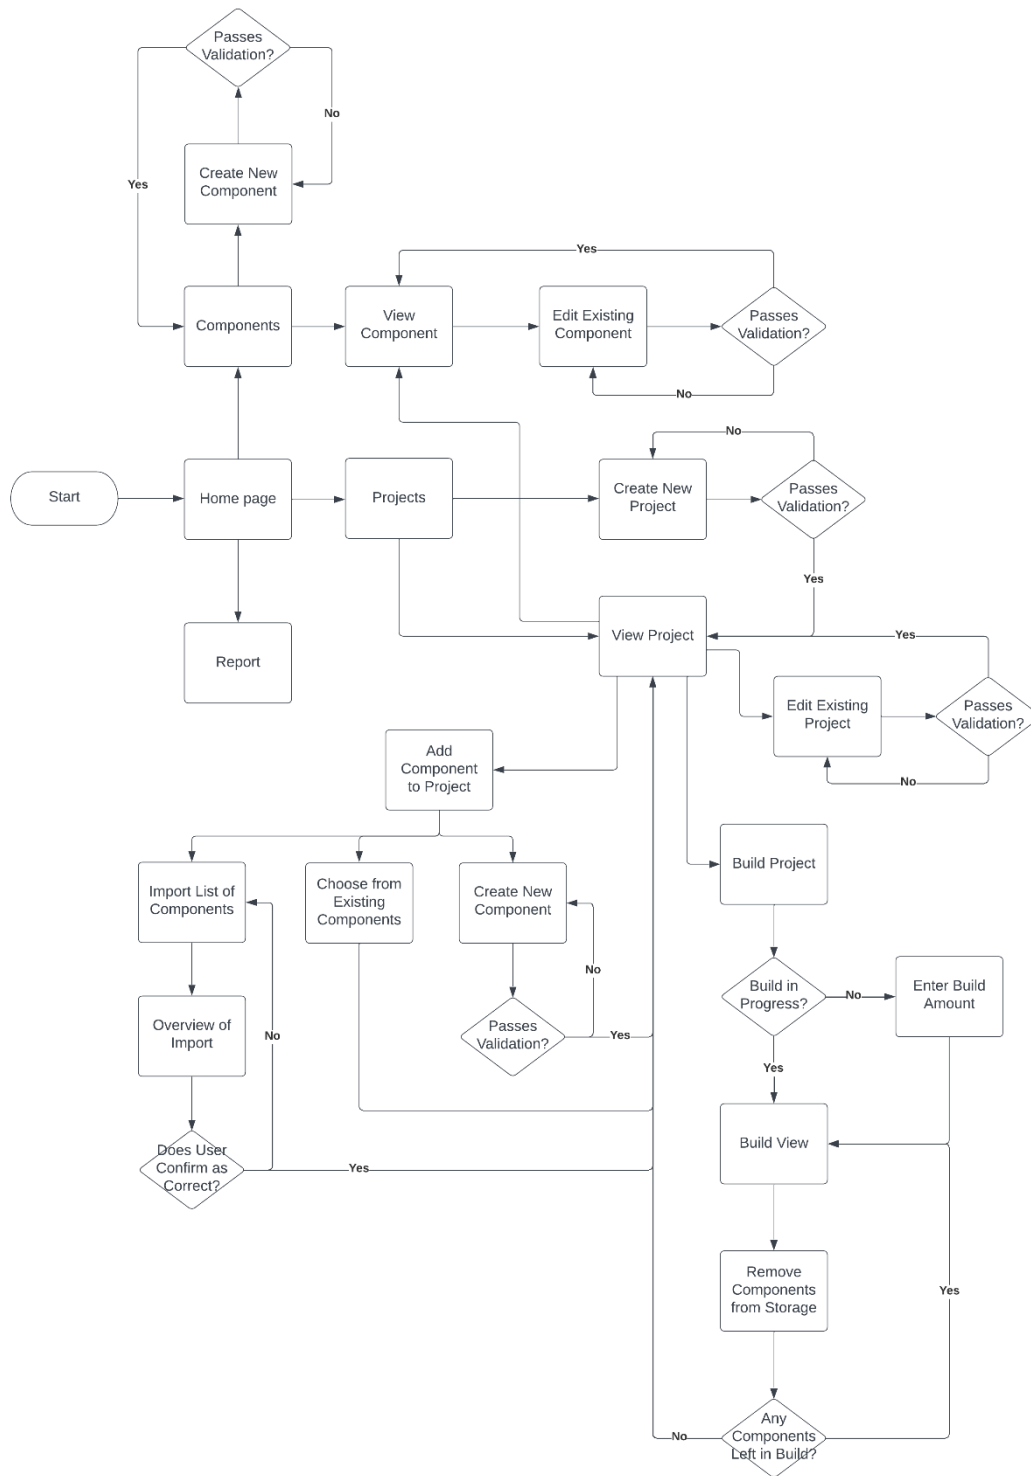 Passes
Validation?
No
Yes
Create New
Component
Yes
Components
View
Component
Edit Existing
Component
Passes
Validation?
No
No
Start
Home page
Projects
Create New
Project
Passes
Validation?
Yes
Report
View Project
Yes
Edit Existing
Project
Passes
Validation?
No
Add
Component
to Project
Build Project
Import List of
Components
Choose from
Existing
Components
Create New
Component
No
Build in
Progress?
No
Enter Build
Amount
Overview of
Import
No
Passes
Validation?
Yes
Yes
Does User
Confirm as
Correct?
Yes
Build View
Remove
Components
from Storage
Yes
Any
Components
Left in Build?
No